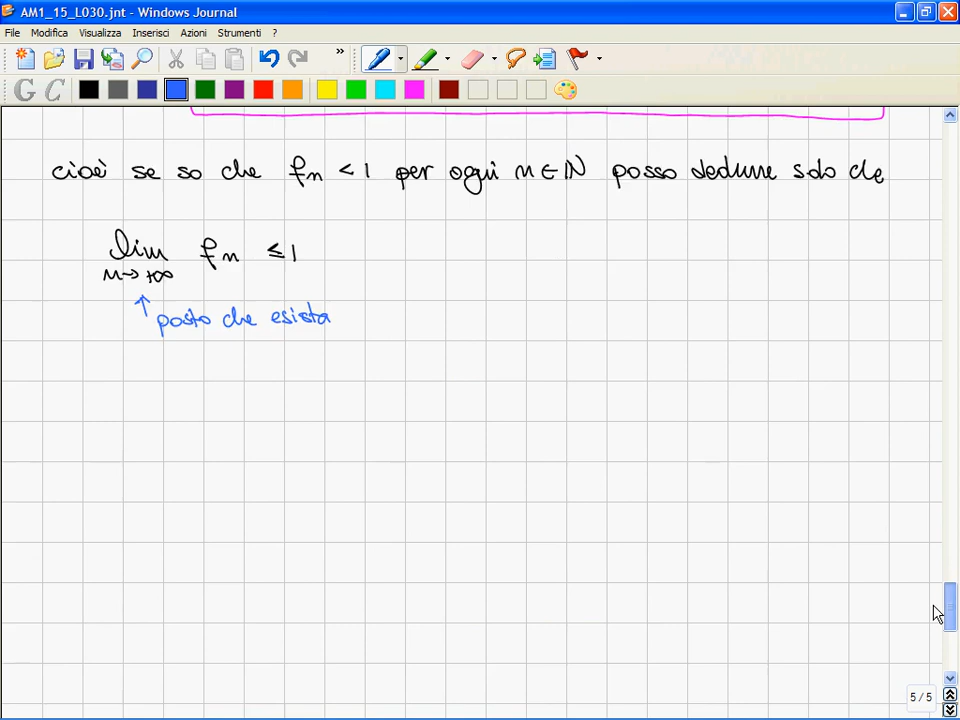 AM1_15_L030.jnt - Windows Journal
File Modifica Visualizza Inserisci Azioni Strumenti ?
G C
cioè se so che fn < 1 per ogni n ∈ ℕ posso dedurre solo che
lim fn ≤ 1
n → +∞
↑ posto che esista
5 / 5